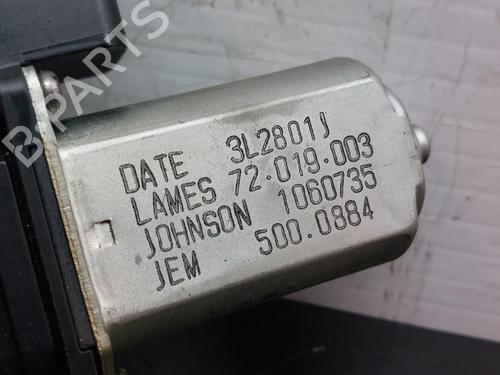 B-PARTS
DATE 3L2801J
LAMES 72.019.003
JOHNSON 1060735
JEM 500.0884